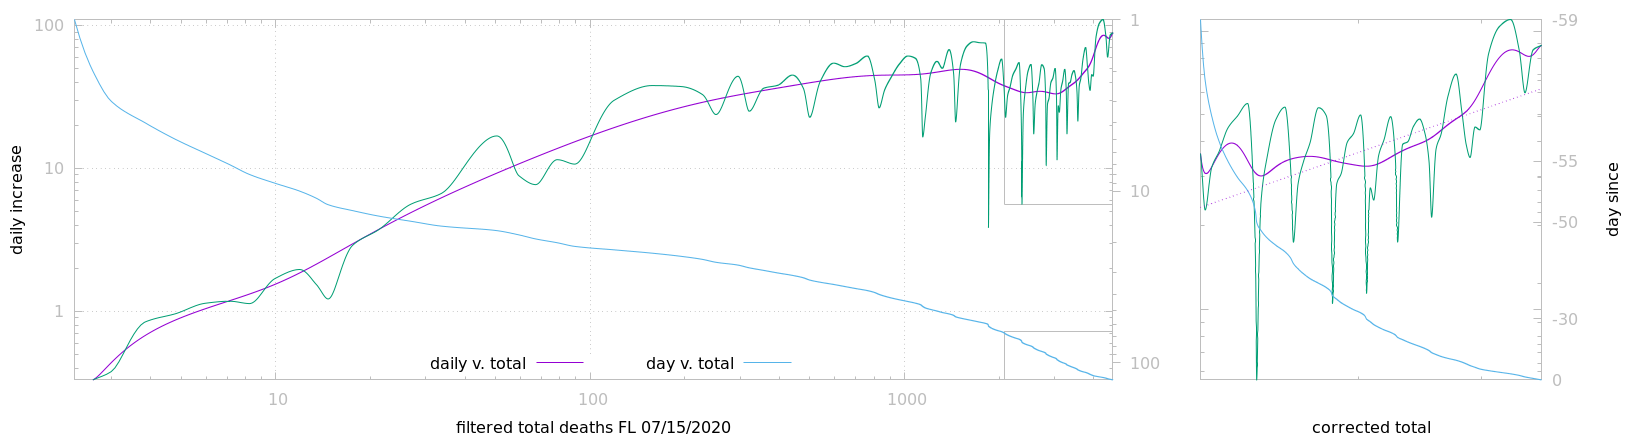 100
10
1
daily increase
daily v. total
day v. total
10
100
1000
filtered total deaths FL 07/15/2020
1
10
100
-59
-55
-50
-30
0
day since
corrected total